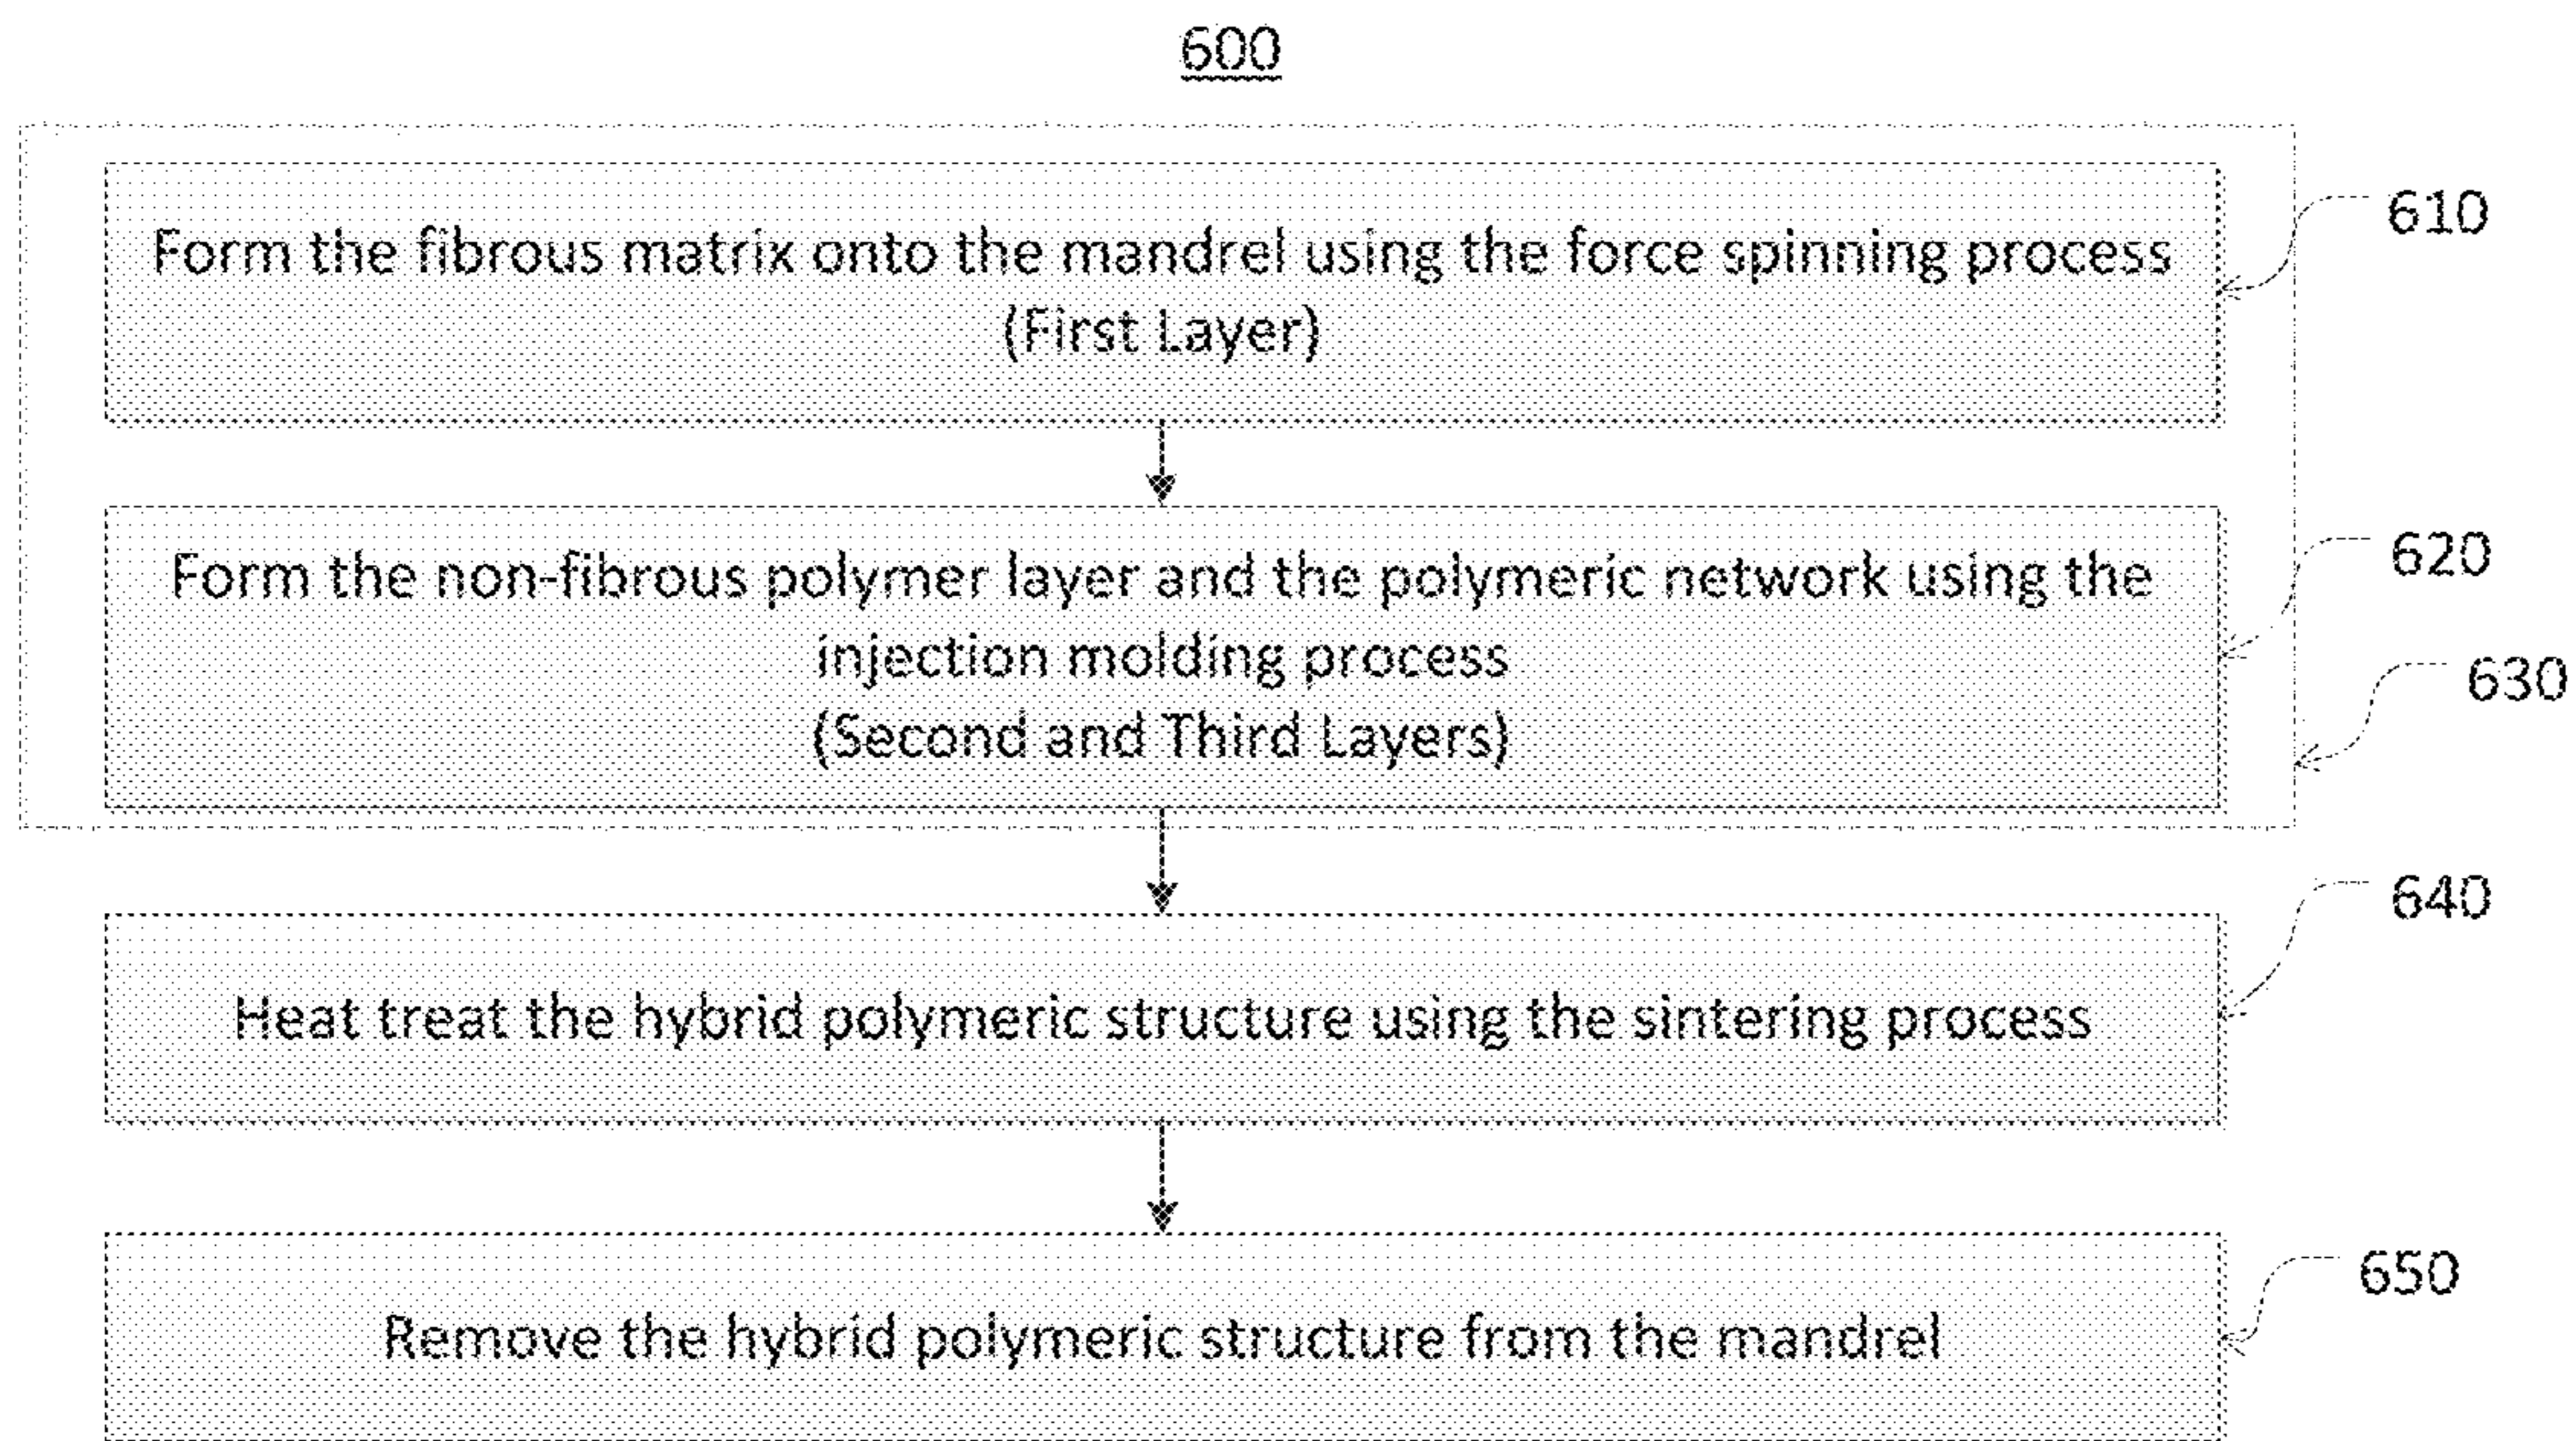 600
Form the fibrous matrix onto the mandrel using the force spinning process
(First Layer)
610
Form the non-fibrous polymer layer and the polymeric network using the
injection molding process
(Second and Third Layers)
620
630
Heat treat the hybrid polymeric structure using the sintering process
640
Remove the hybrid polymeric structure from the mandrel
650